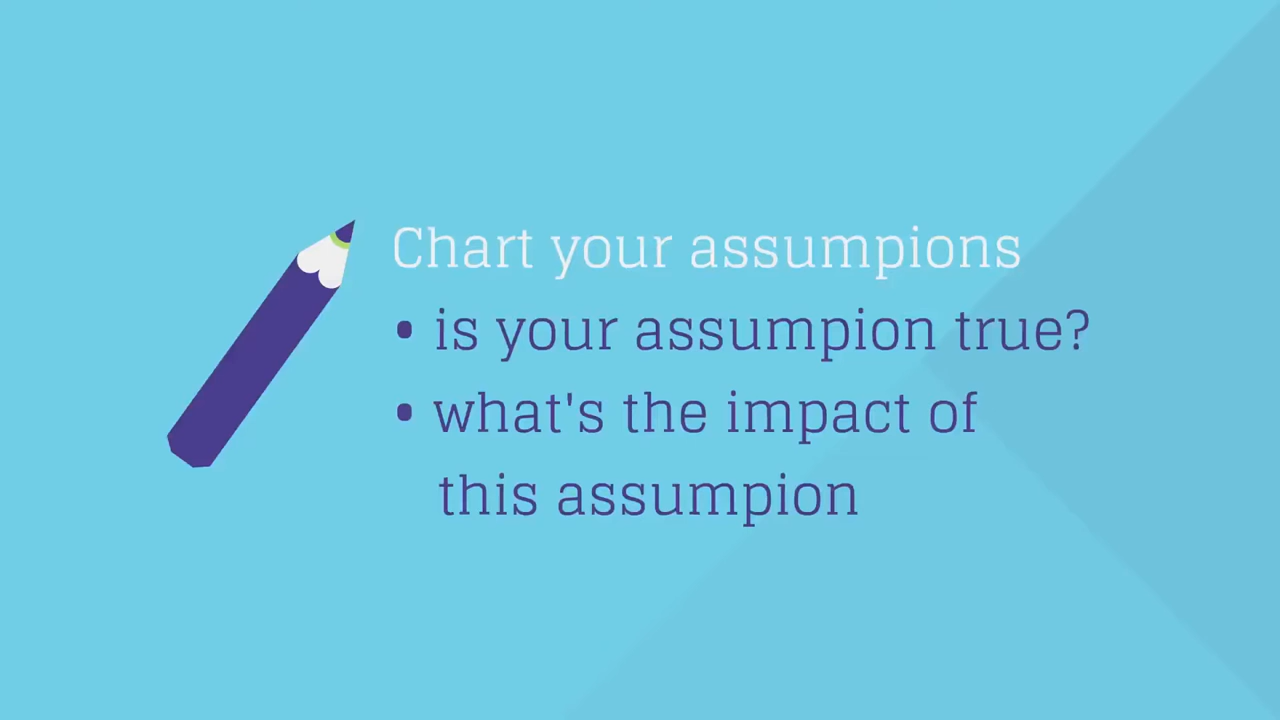 Chart your assumpions
• is your assumpion true?
• what's the impact of
this assumpion